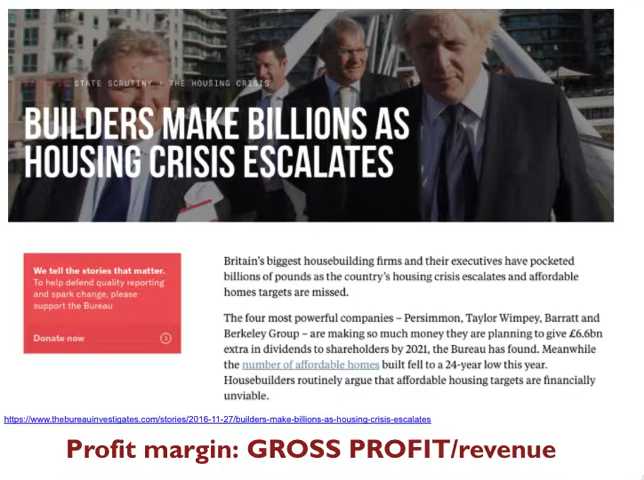 STATE SCRUTINY › THE HOUSING CRISIS
BUILDERS MAKE BILLIONS AS
HOUSING CRISIS ESCALATES
We tell the stories that matter.
To help defend quality reporting
and spark change, please
support the Bureau
Donate now
Britain's biggest housebuilding firms and their executives have pocketed
billions of pounds as the country's housing crisis escalates and affordable
homes targets are missed.
The four most powerful companies – Persimmon, Taylor Wimpey, Barratt and
Berkeley Group – are making so much money they are planning to give £6.6bn
extra in dividends to shareholders by 2021, the Bureau has found. Meanwhile
the number of affordable homes built fell to a 24-year low this year.
Housebuilders routinely argue that affordable housing targets are financially
unviable.
https://www.thebureauinvestigates.com/stories/2016-11-27/builders-make-billions-as-housing-crisis-escalates
Profit margin: GROSS PROFIT/revenue